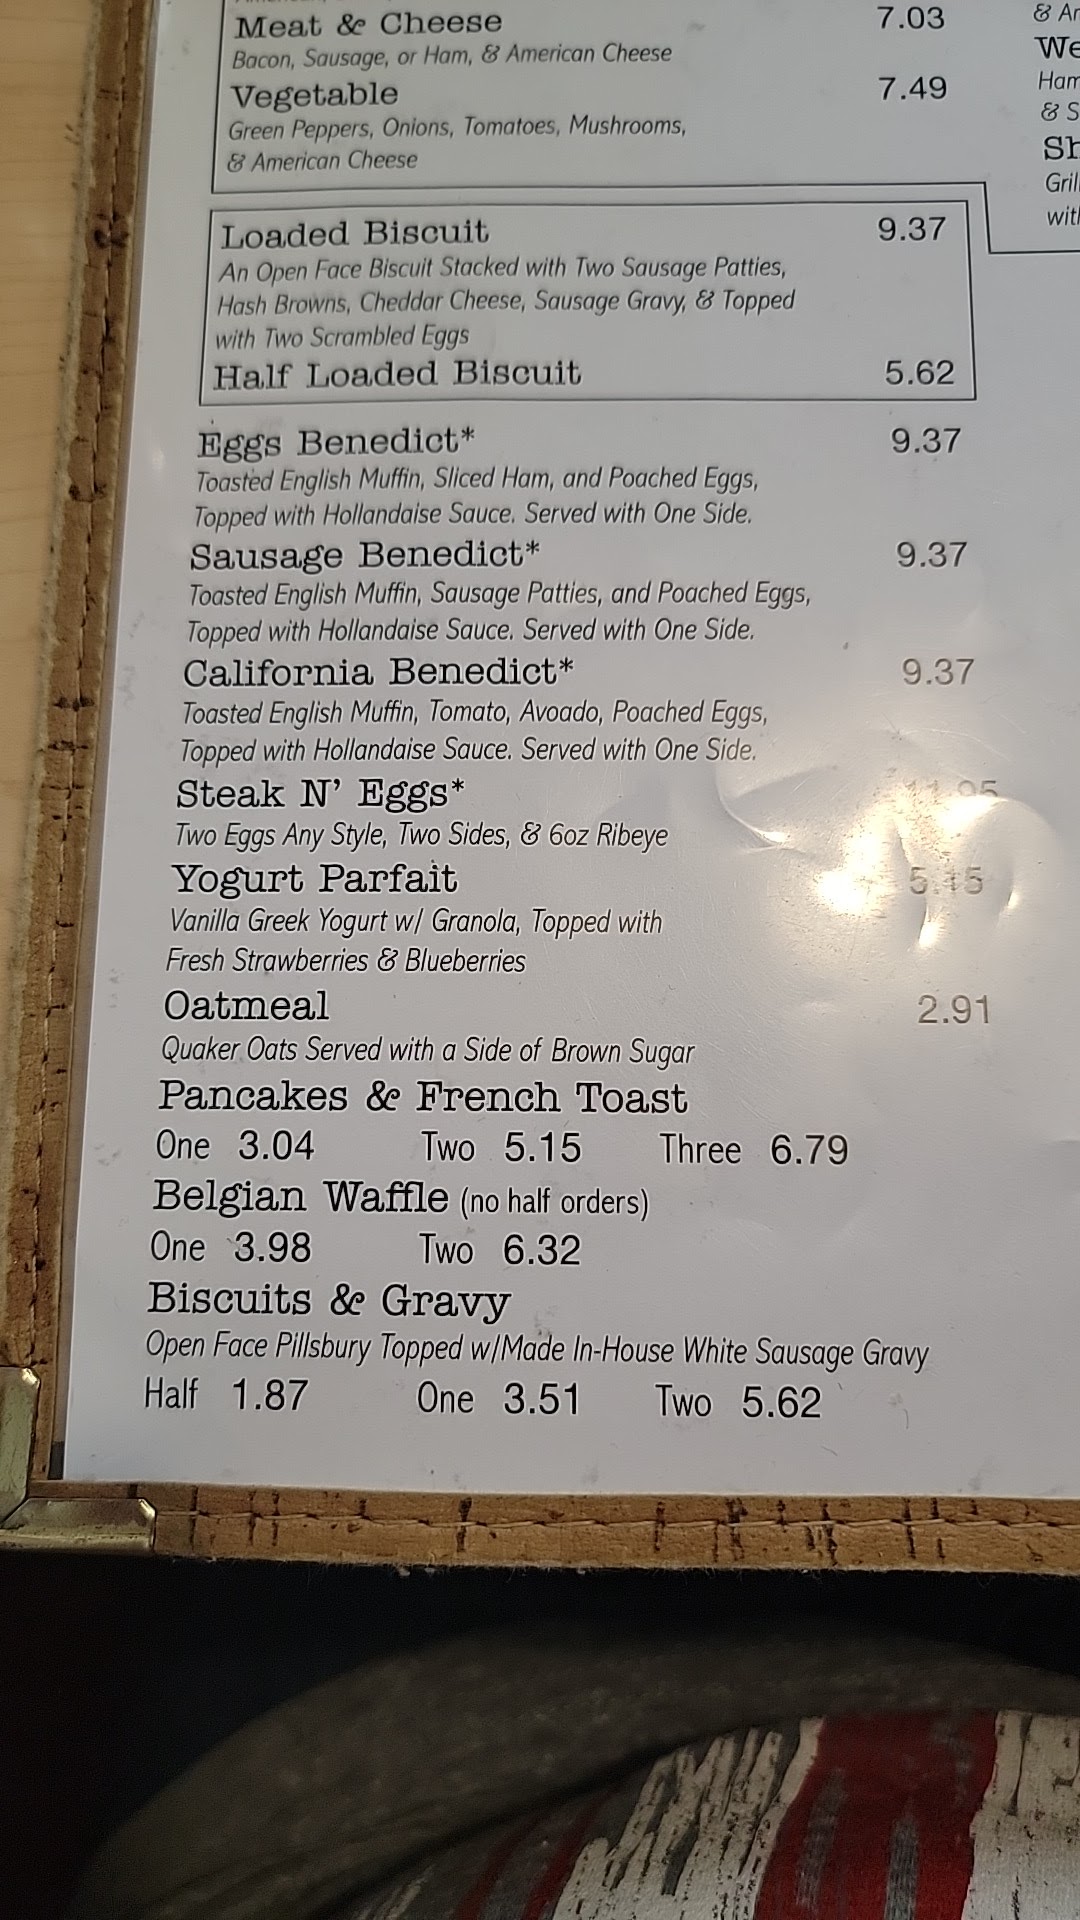 Meat & Cheese 7.03
Bacon, Sausage, or Ham, & American Cheese
Vegetable 7.49
Green Peppers, Onions, Tomatoes, Mushrooms,
& American Cheese
Loaded Biscuit 9.37
An Open Face Biscuit Stacked with Two Sausage Patties,
Hash Browns, Cheddar Cheese, Sausage Gravy, & Topped
with Two Scrambled Eggs
Half Loaded Biscuit 5.62
Eggs Benedict* 9.37
Toasted English Muffin, Sliced Ham, and Poached Eggs,
Topped with Hollandaise Sauce. Served with One Side.
Sausage Benedict* 9.37
Toasted English Muffin, Sausage Patties, and Poached Eggs,
Topped with Hollandaise Sauce. Served with One Side.
California Benedict* 9.37
Toasted English Muffin, Tomato, Avoado, Poached Eggs,
Topped with Hollandaise Sauce. Served with One Side.
Steak N' Eggs*
Two Eggs Any Style, Two Sides, & 6oz Ribeye
Yogurt Parfait 5.15
Vanilla Greek Yogurt w/ Granola, Topped with
Fresh Strawberries & Blueberries
Oatmeal 2.91
Quaker Oats Served with a Side of Brown Sugar
Pancakes & French Toast
One 3.04 Two 5.15 Three 6.79
Belgian Waffle (no half orders)
One 3.98 Two 6.32
Biscuits & Gravy
Open Face Pillsbury Topped w/Made In-House White Sausage Gravy
Half 1.87 One 3.51 Two 5.62